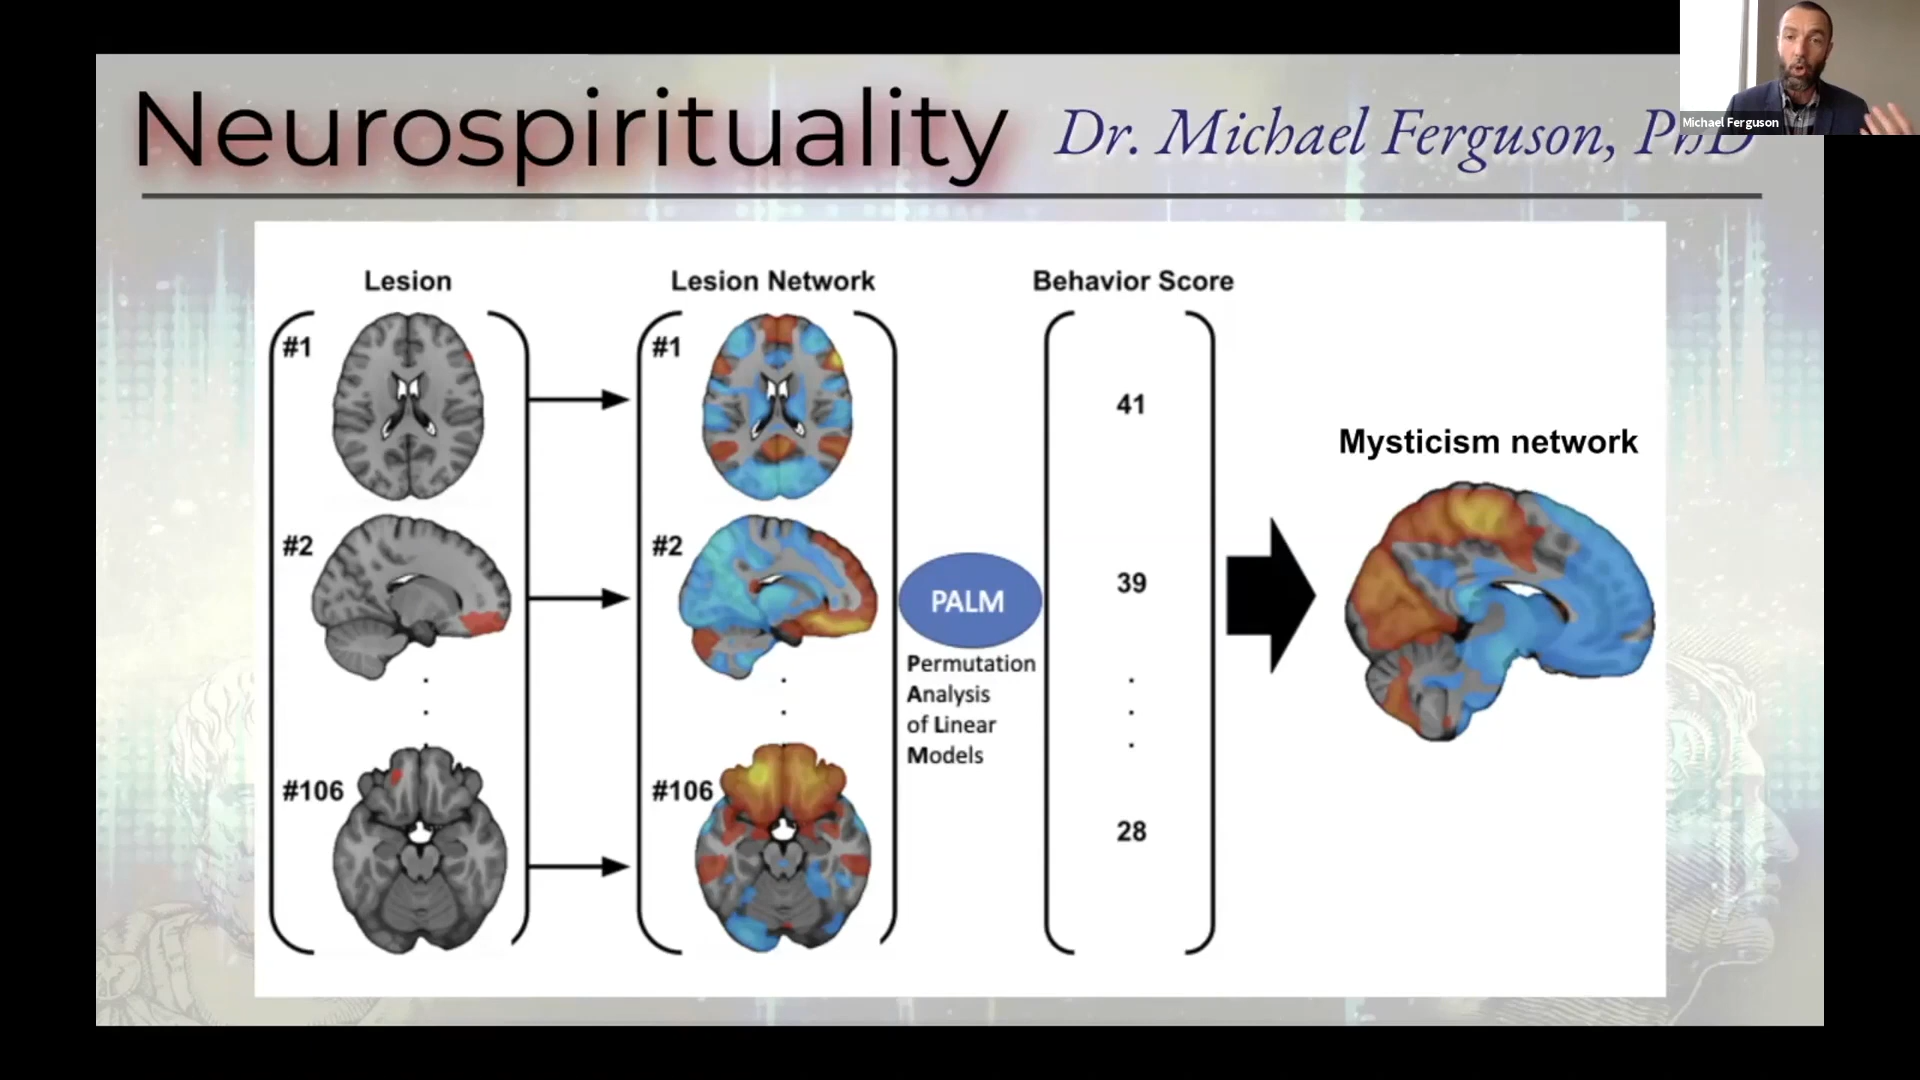 Neurospirituality
Dr. Michael Ferguson, PhD
Michael Ferguson
Lesion
Lesion Network
Behavior Score
#1
#1
41
Mysticism network
#2
#2
39
PALM
Permutation
Analysis
of Linear
Models
#106
#106
28